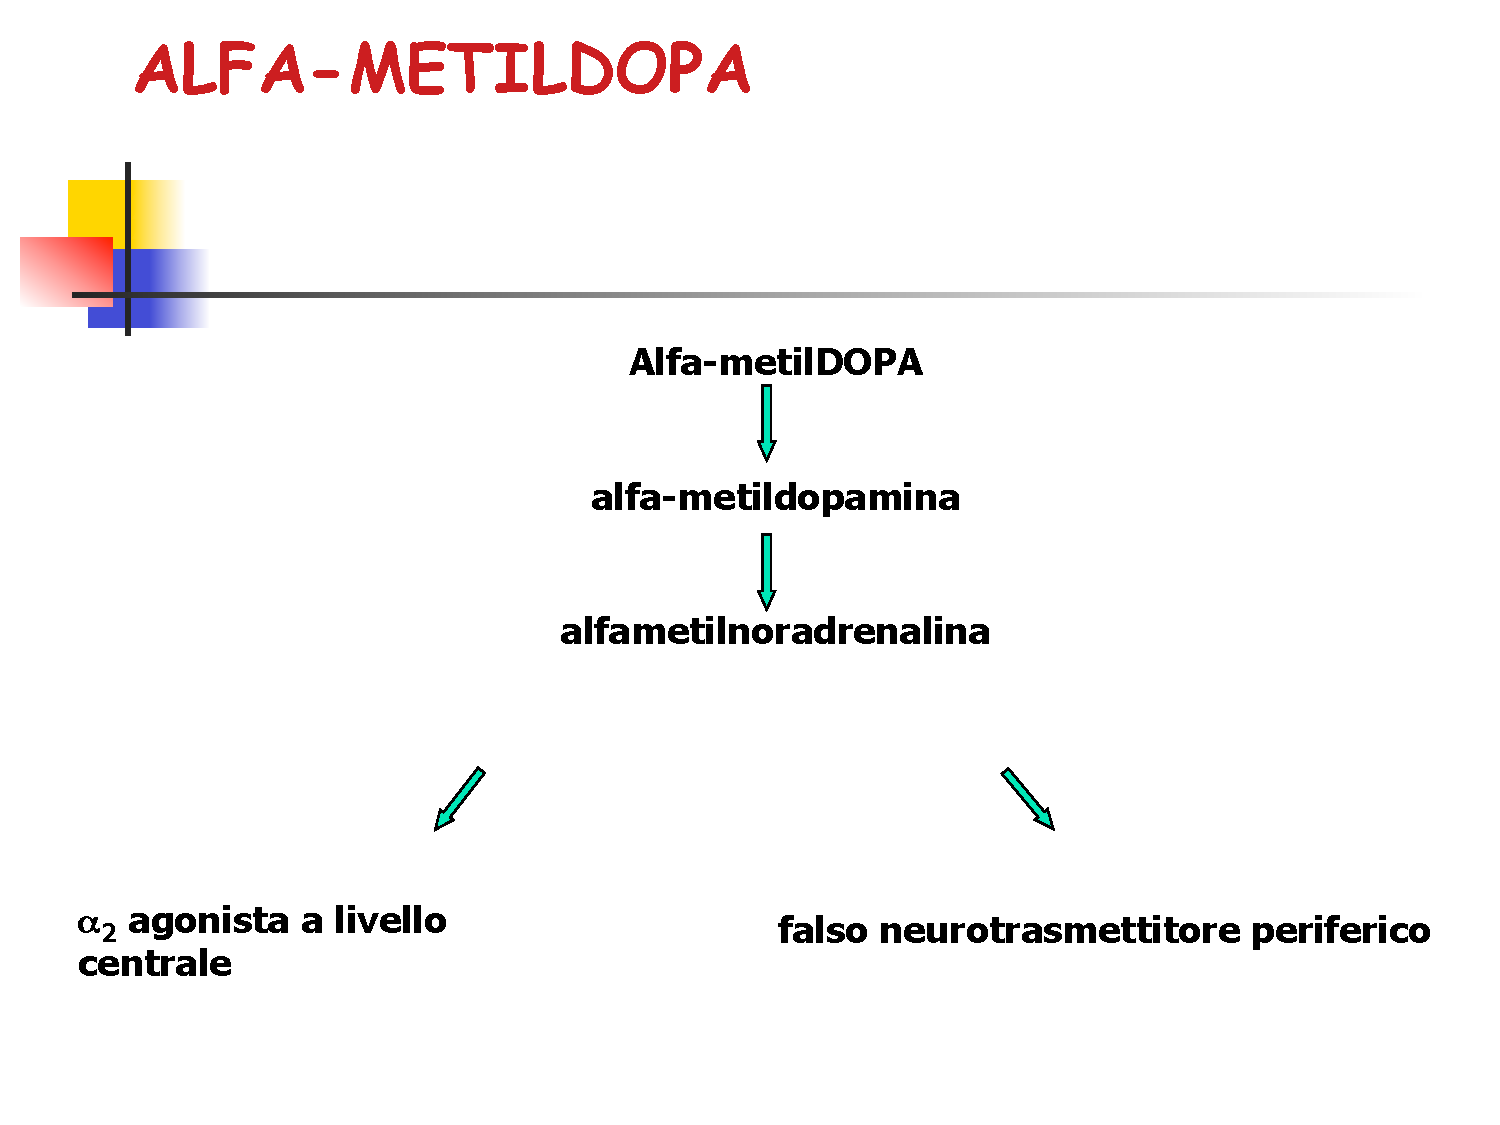 ALFA-METILDOPA
Alfa-metilDOPA
alfa-metildopamina
alfametilnoradrenalina
α₂ agonista a livello
centrale
falso neurotrasmettitore periferico